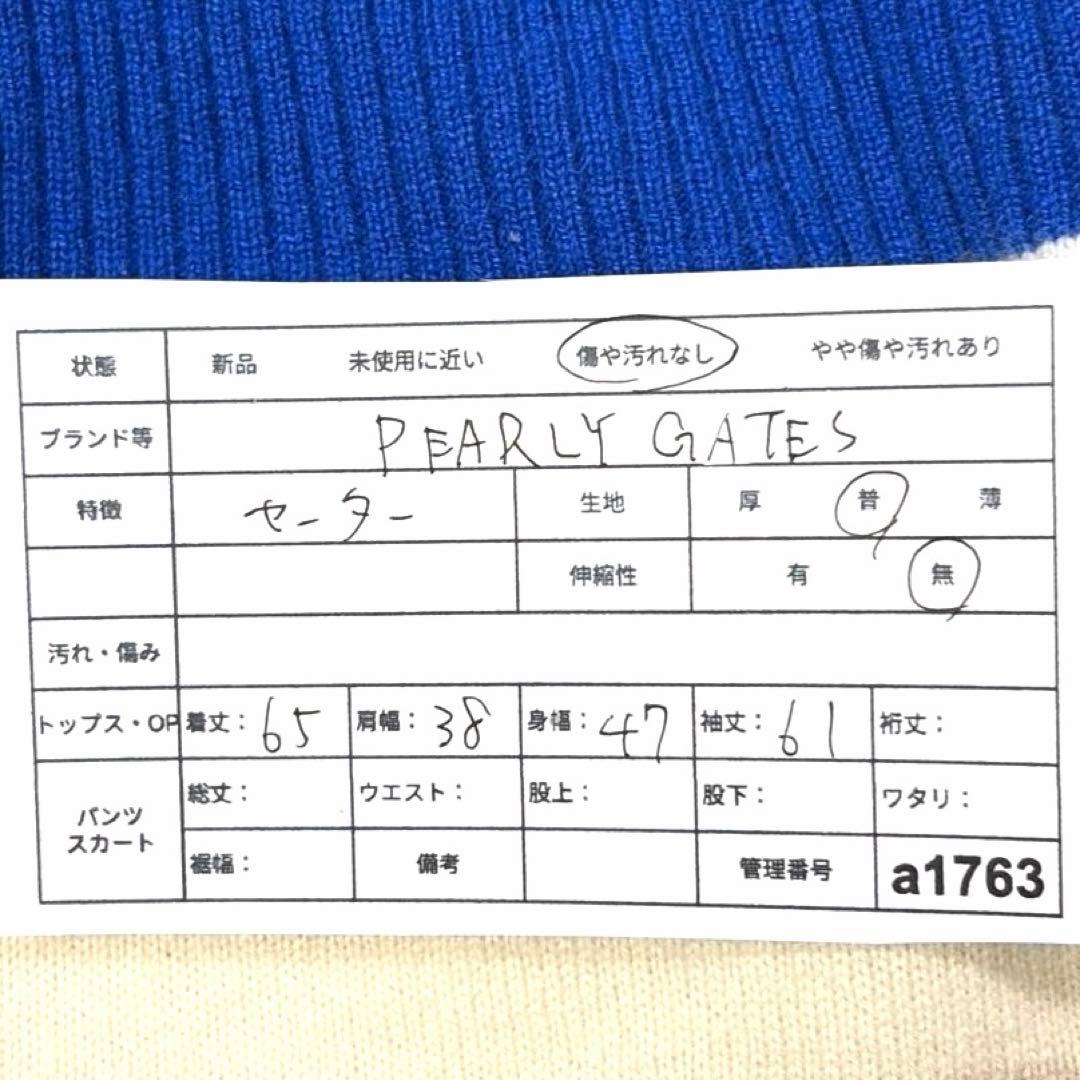 状態 新品 未使用に近い 傷や汚れなし やや傷や汚れあり
ブランド等 PEARLY GATES
特徴 セーター 生地 厚 普 薄
伸縮性 有 無
汚れ・傷み
トップス・OP 着丈：65 肩幅：38 身幅：47 袖丈：61 裄丈：
パンツ
スカート
総丈： ウエスト： 股上： 股下： ワタリ：
裾幅： 備考 管理番号 a1763